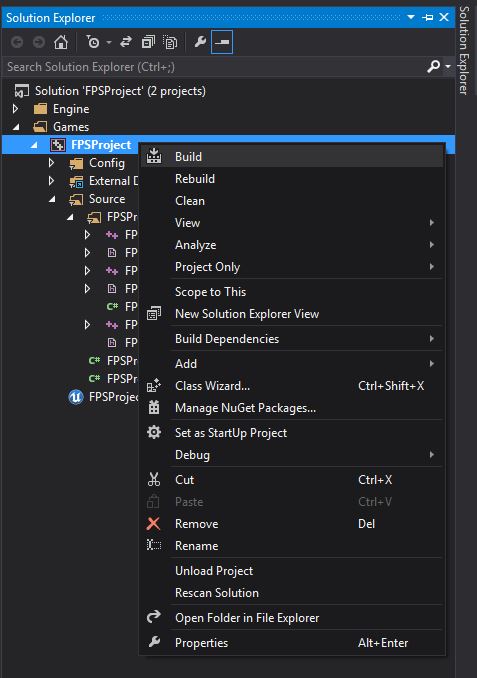 Solution Explorer
Solution Explorer
Search Solution Explorer (Ctrl+;)
Solution 'FPSProject' (2 projects)
Engine
Games
FPSProject
Config
External D
Source
FPSPr
FP
FP
FP
FP
C# FP
FP
FP
C# FPSPr
C# FPSPr
FPSProjec
Build
Rebuild
Clean
View
Analyze
Project Only
Scope to This
New Solution Explorer View
Build Dependencies
Add
Class Wizard... Ctrl+Shift+X
Manage NuGet Packages...
Set as StartUp Project
Debug
Cut Ctrl+X
Paste Ctrl+V
Remove Del
Rename
Unload Project
Rescan Solution
Open Folder in File Explorer
Properties Alt+Enter